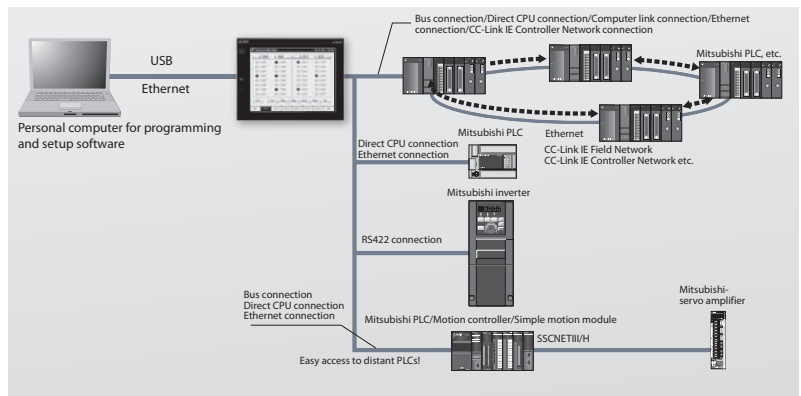 Bus connection/Direct CPU connection/Computer link connection/Ethernet
connection/CC-Link IE Controller Network connection
USB
Ethernet
Mitsubishi PLC, etc.
Personal computer for programming
and setup software
Ethernet
CC-Link IE Field Network
CC-Link IE Controller Network etc.
Direct CPU connection
Ethernet connection
Mitsubishi PLC
Mitsubishi inverter
RS422 connection
Bus connection
Direct CPU connection
Ethernet connection
Mitsubishi PLC/Motion controller/Simple motion module
Mitsubishi-
servo amplifier
SSCNETIII/H
Easy access to distant PLCs!